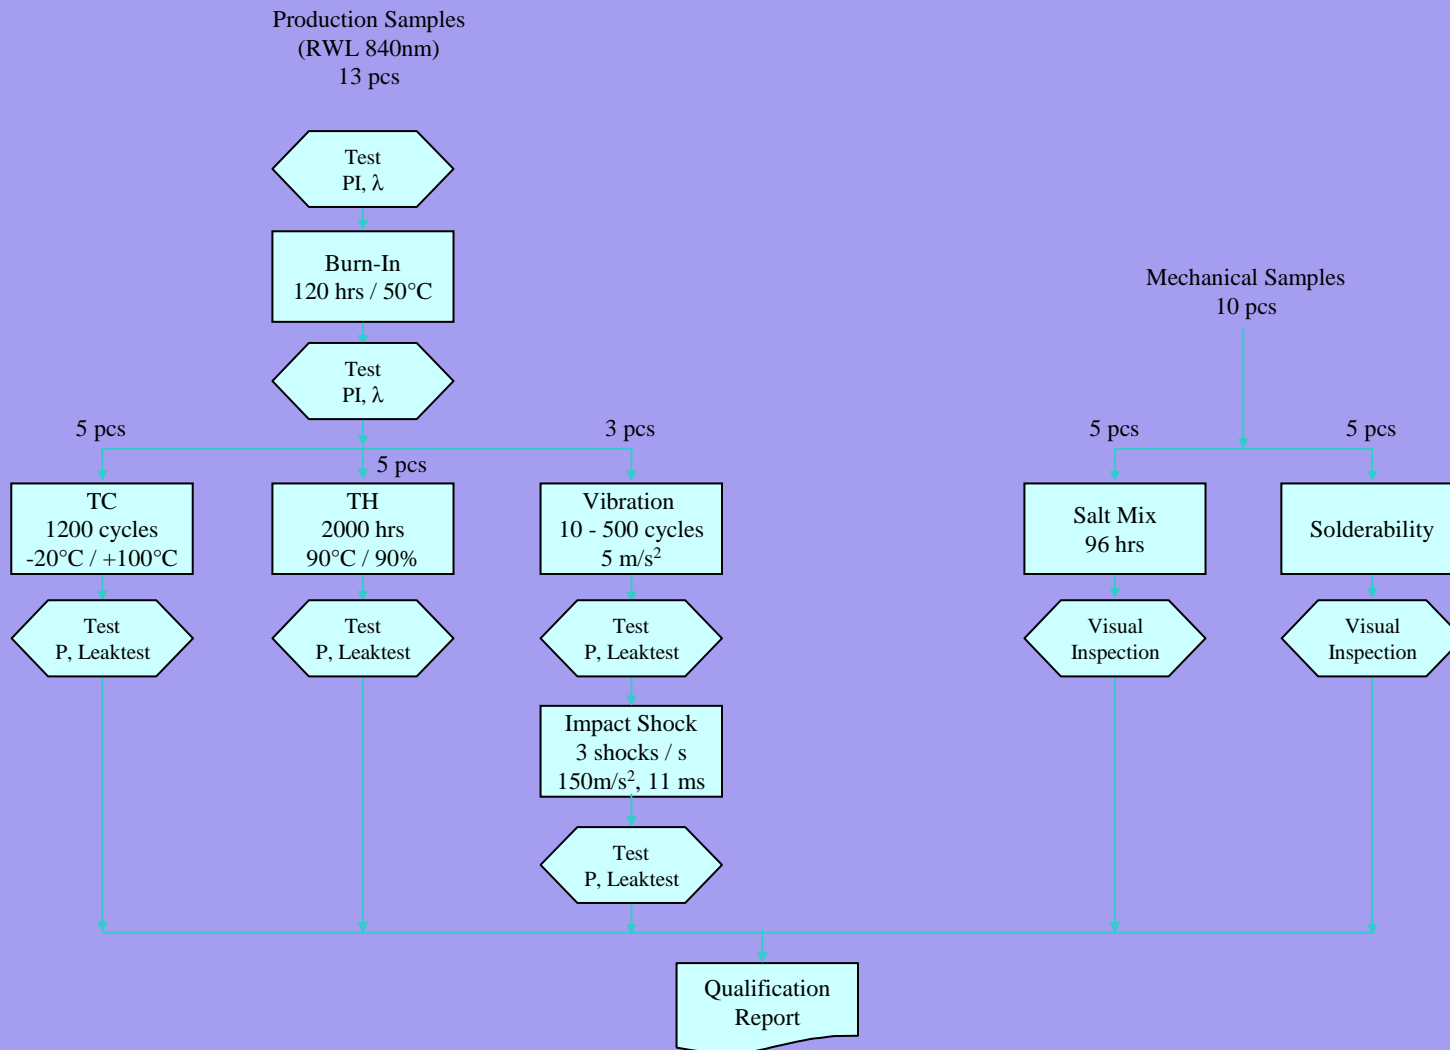 Production Samples
(RWL 840nm)
13 pcs
Test
PI, λ
Burn-In
120 hrs / 50°C
Test
PI, λ
5 pcs
5 pcs
3 pcs
TC
1200 cycles
-20°C / +100°C
Test
P, Leaktest
TH
2000 hrs
90°C / 90%
Test
P, Leaktest
Vibration
10 - 500 cycles
5 m/s²
Test
P, Leaktest
Impact Shock
3 shocks / s
150m/s², 11 ms
Test
P, Leaktest
Mechanical Samples
10 pcs
5 pcs
5 pcs
Salt Mix
96 hrs
Visual
Inspection
Solderability
Visual
Inspection
Qualification
Report